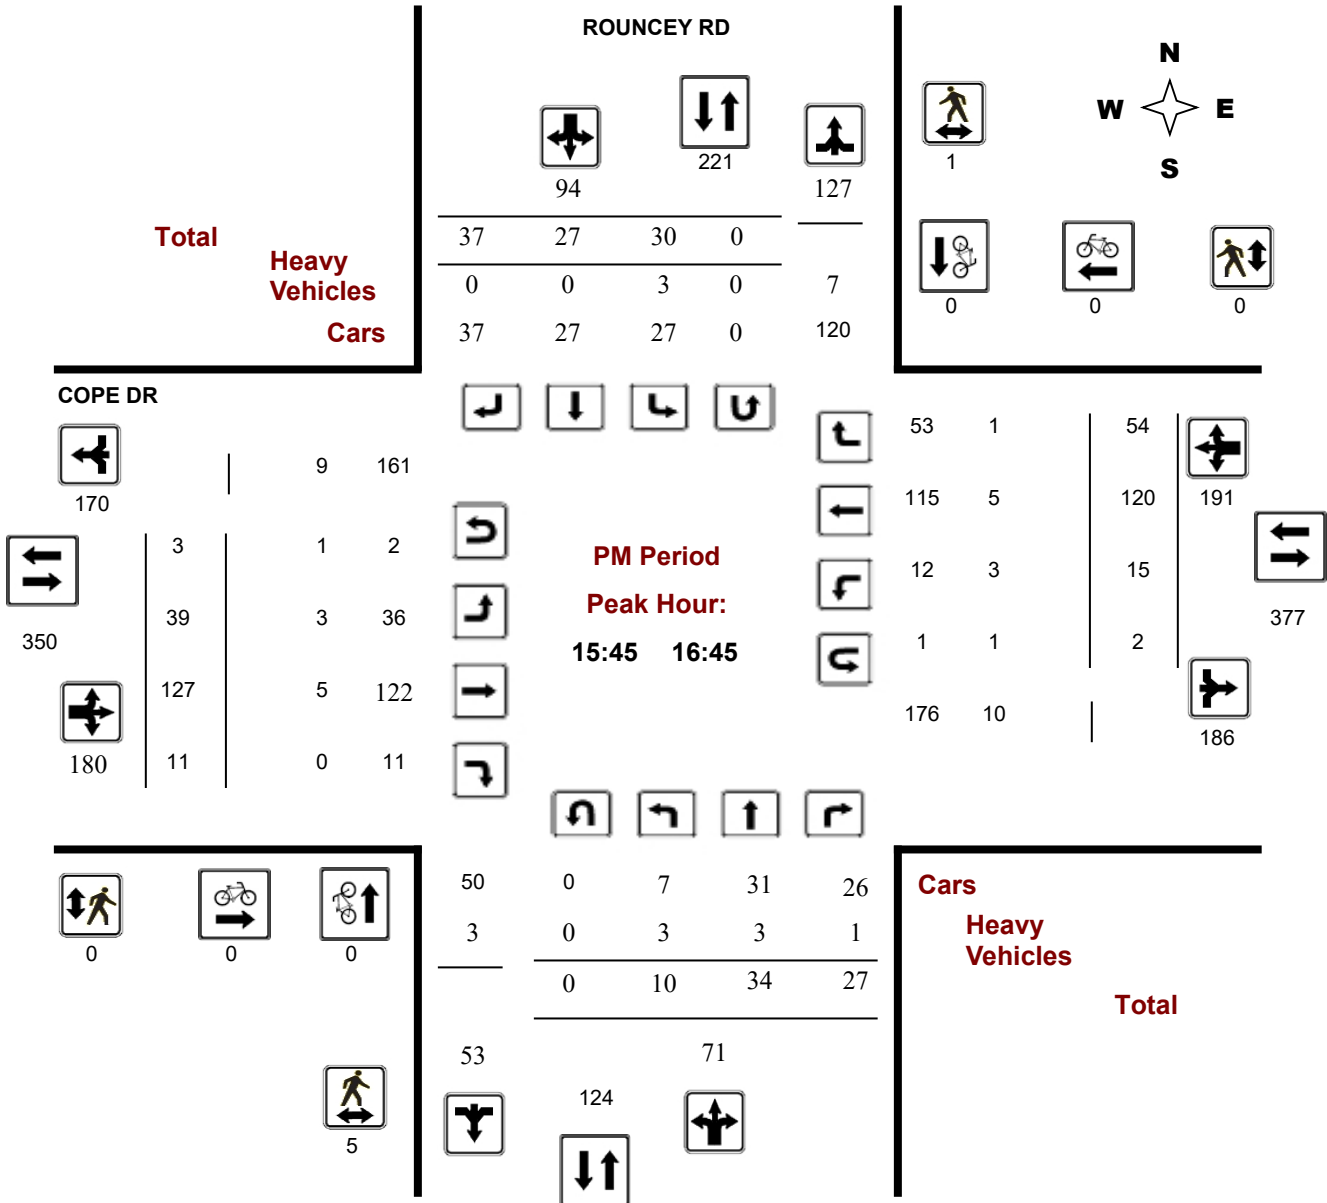 ROUNCEY RD
N
W E
S
221
1
94
127
Total
37 27 30 0
Heavy
Vehicles
0 0 3 0 7
0 0 0
Cars
37 27 27 0 120
COPE DR
53 1 54
9 161
170
191
115 5 120
3 1 2
PM Period
12 3 15
Peak Hour:
39 3 36
377
350
15:45 16:45
1 1 2
127 5 122
176 10
186
180
11 0 11
50 0 7 31 26
Cars
3 0 3 3 1
Heavy
Vehicles
0 0 0
0 10 34 27
Total
53 71
124
5